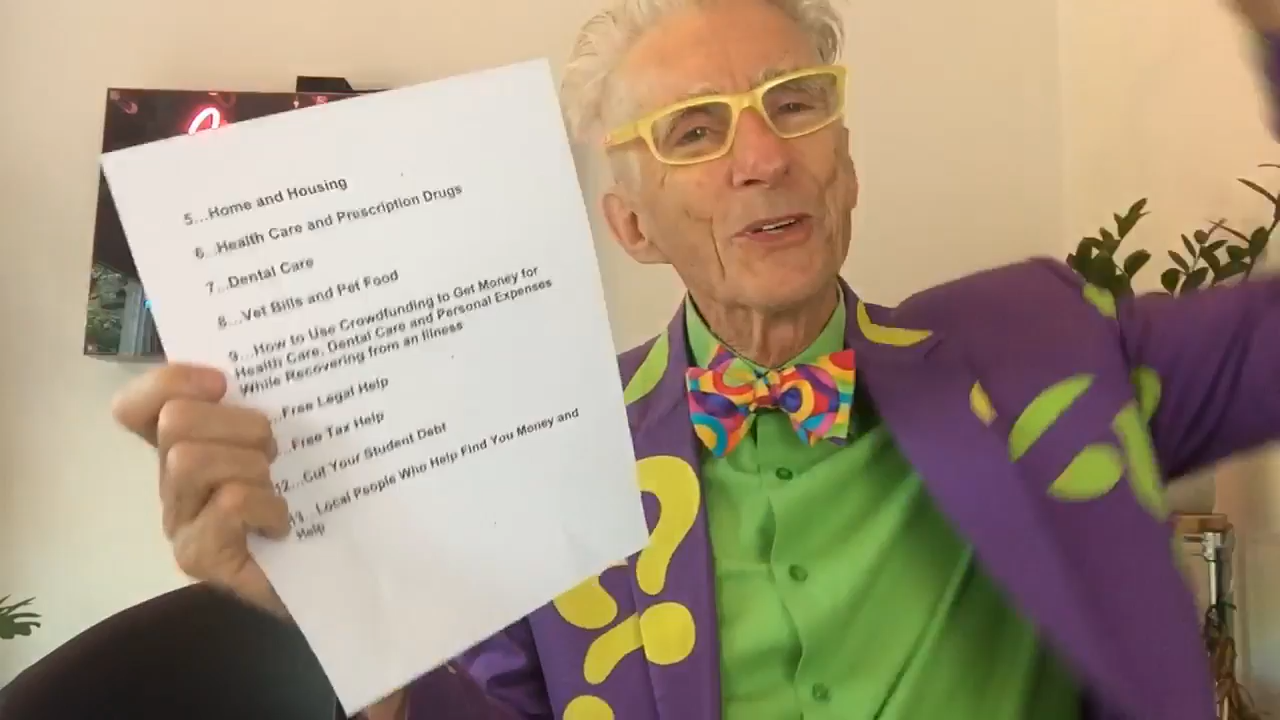 5...Home and Housing
6...Health Care and Prescription Drugs
7...Dental Care
8...Vet Bills and Pet Food
9...How to Use Crowdfunding to Get Money for
Health Care, Dental Care and Personal Expenses
While Recovering from an Illness
...Free Legal Help
...Free Tax Help
12...Cut Your Student Debt
13...Local People Who Help Find You Money and
Help
? ?